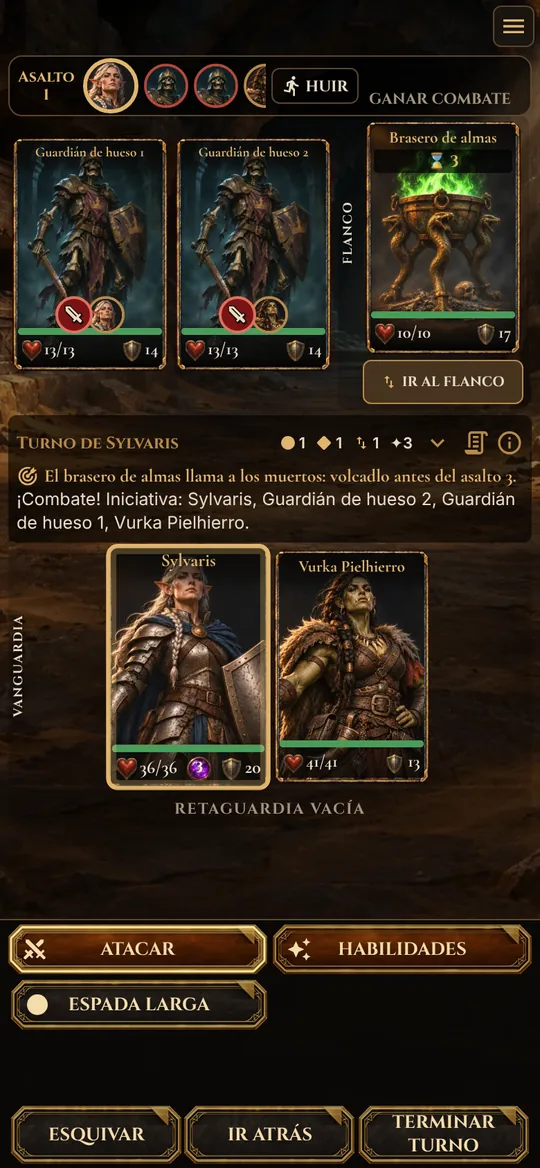 ASALTO
1
HUIR
GANAR COMBATE
Guardián de hueso 1
Guardián de hueso 2
FLANCO
Brasero de almas
3
13/13
14
13/13
14
10/10
17
IR AL FLANCO
TURNO DE SYLVARIS
1
1
1
3
El brasero de almas llama a los muertos: volcadlo antes del asalto 3.
¡Combate! Iniciativa: Sylvaris, Guardián de hueso 2, Guardián
de hueso 1, Vurka Pielhierro.
VANGUARDIA
Sylvaris
Vurka Pielhierro
36/36
3
20
41/41
13
RETAGUARDIA VACÍA
ATACAR
HABILIDADES
ESPADA LARGA
ESQUIVAR
IR ATRÁS
TERMINAR
TURNO